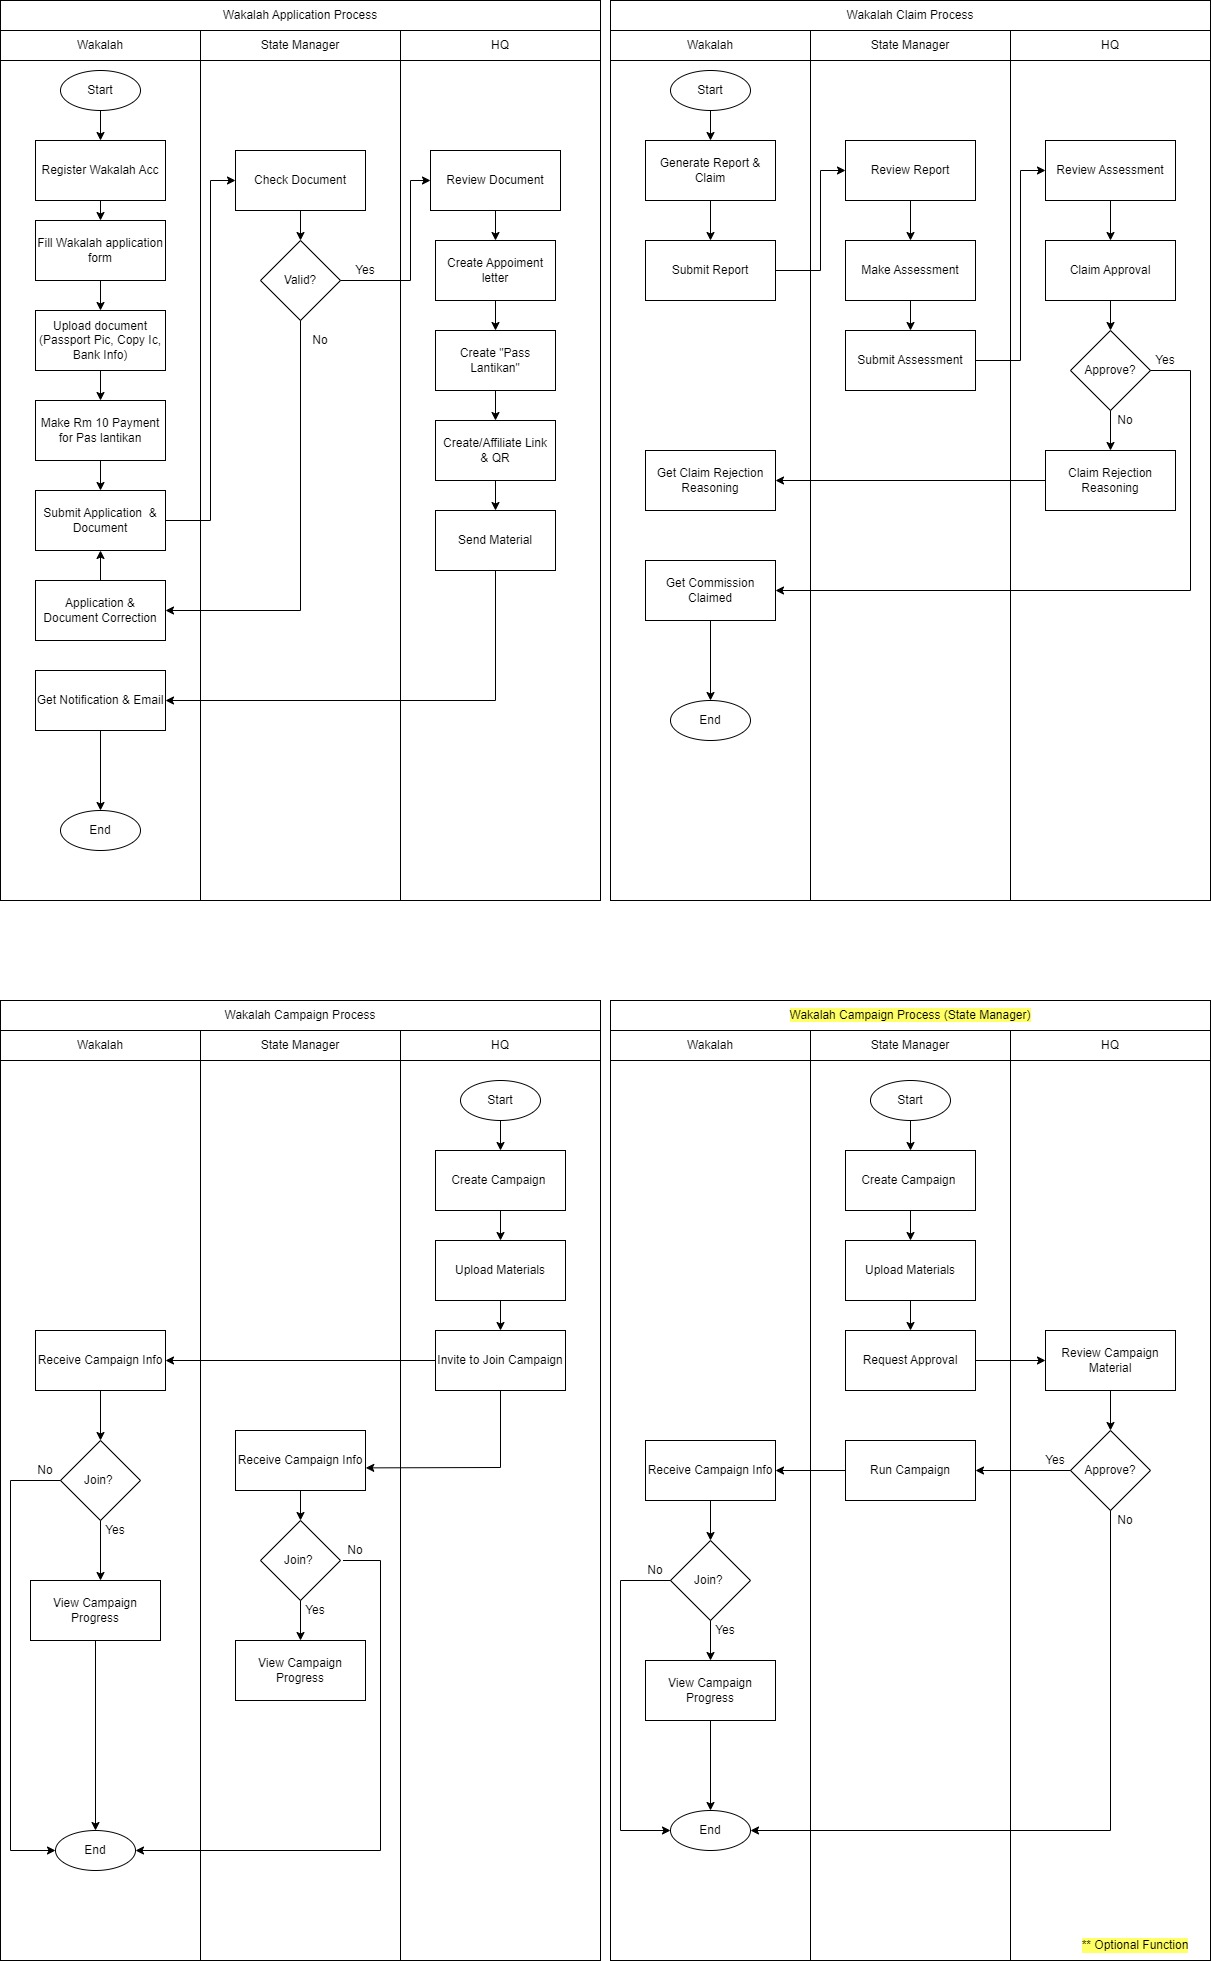 Wakalah Application Process
Wakalah
State Manager
HQ
Start
Register Wakalah Acc
Fill Wakalah application
form
Upload document
(Passport Pic, Copy Ic,
Bank Info)
Make Rm 10 Payment
for Pas lantikan
Submit Application &
Document
Application &
Document Correction
Get Notification & Email
End
Check Document
Valid?
Yes
No
Review Document
Create Appoiment
letter
Create "Pass
Lantikan"
Create/Affiliate Link
& QR
Send Material
Wakalah Claim Process
Wakalah
State Manager
HQ
Start
Generate Report &
Claim
Submit Report
Get Claim Rejection
Reasoning
Get Commission
Claimed
End
Review Report
Make Assessment
Submit Assessment
Review Assessment
Claim Approval
Approve?
Yes
No
Claim Rejection
Reasoning
Wakalah Campaign Process
Wakalah
State Manager
HQ
Start
Create Campaign
Upload Materials
Invite to Join Campaign
Receive Campaign Info
Join?
No
Yes
View Campaign
Progress
End
Receive Campaign Info
Join?
No
Yes
View Campaign
Progress
Wakalah Campaign Process (State Manager)
Wakalah
State Manager
HQ
Start
Create Campaign
Upload Materials
Request Approval
Review Campaign
Material
Approve?
Yes
No
Run Campaign
Receive Campaign Info
Join?
No
Yes
View Campaign
Progress
End
** Optional Function